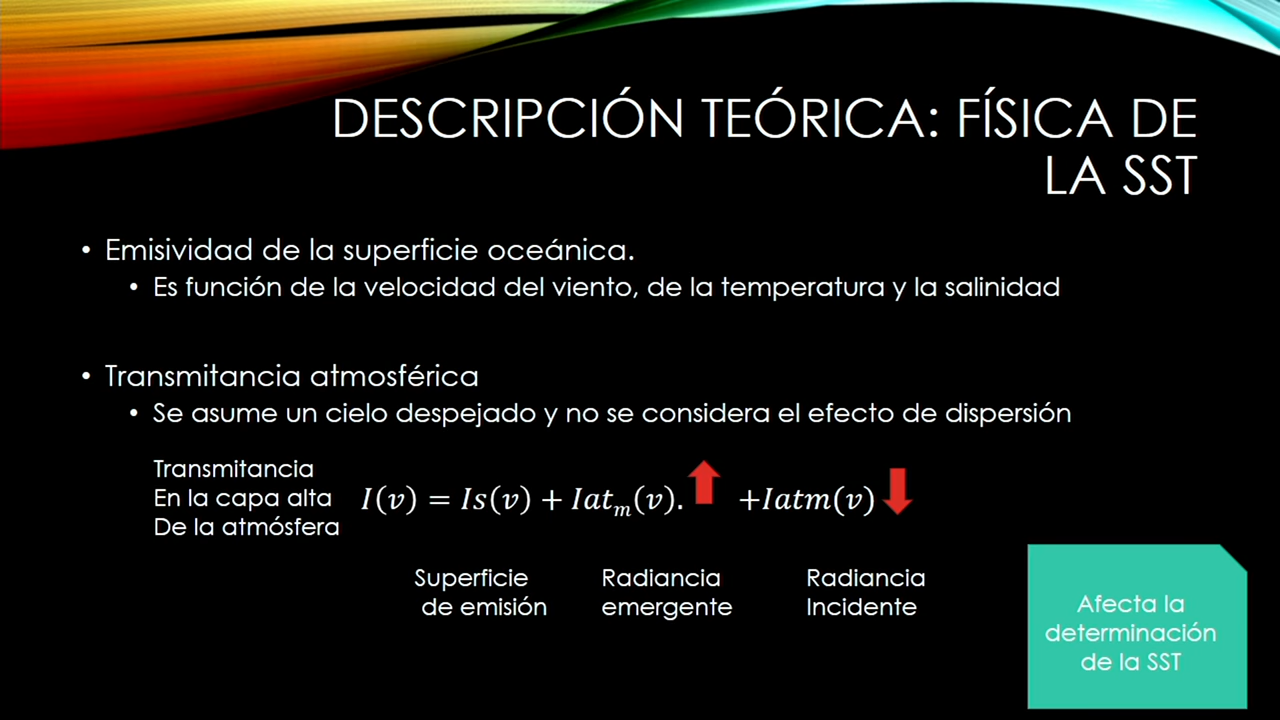 DESCRIPCIÓN TEÓRICA: FÍSICA DE
LA SST
• Emisividad de la superficie oceánica.
• Es función de la velocidad del viento, de la temperatura y la salinidad
• Transmitancia atmosférica
• Se asume un cielo despejado y no se considera el efecto de dispersión
Transmitancia
En la capa alta
De la atmósfera
I(v) = Is(v) + Iatₘ(v). +Iatm(v)
Superficie
de emisión
Radiancia
emergente
Radiancia
Incidente
Afecta la
determinación
de la SST